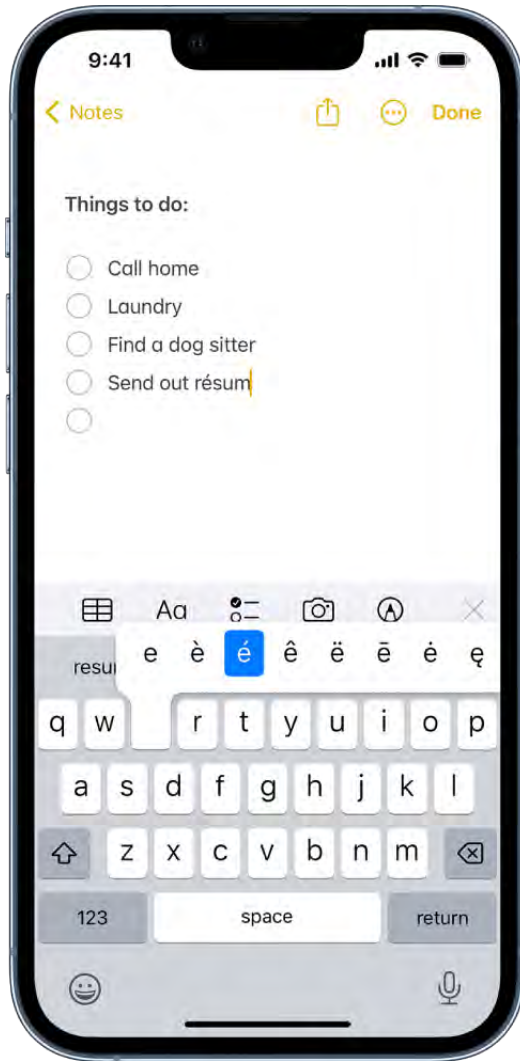 9:41
Notes
Done
Things to do:
Call home
Laundry
Find a dog sitter
Send out résum
Aa
e è é ê ë ē ė ę
resu
q w r t y u i o p
a s d f g h j k l
z x c v b n m
123 space return